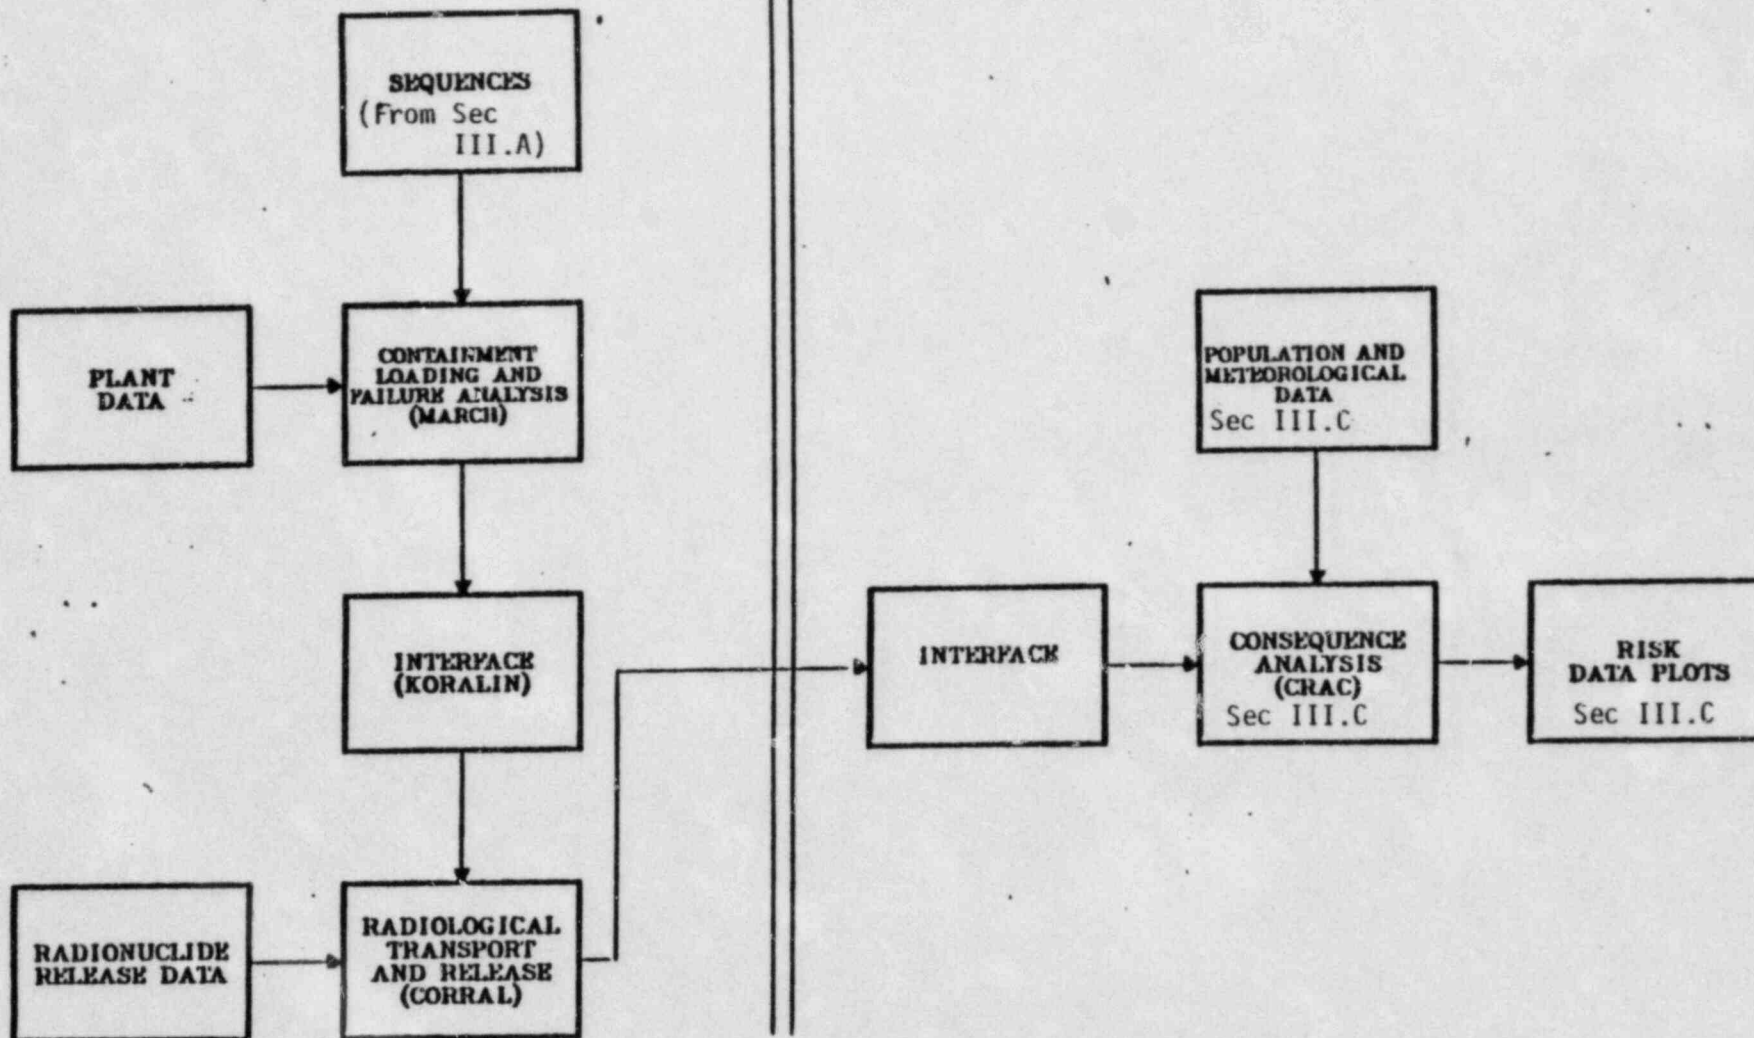 SEQUENCES
(From Sec
III.A)
PLANT
DATA
CONTAINMENT
LOADING AND
FAILURE ANALYSIS
(MARCH)
INTERFACE
(KORALIN)
RADIONUCLIDE
RELEASE DATA
RADIOLOGICAL
TRANSPORT
AND RELEASE
(CORRAL)
POPULATION AND
METEOROLOGICAL
DATA
Sec III.C
INTERFACE
CONSEQUENCE
ANALYSIS
(CRAC)
Sec III.C
RISK
DATA PLOTS
Sec III.C